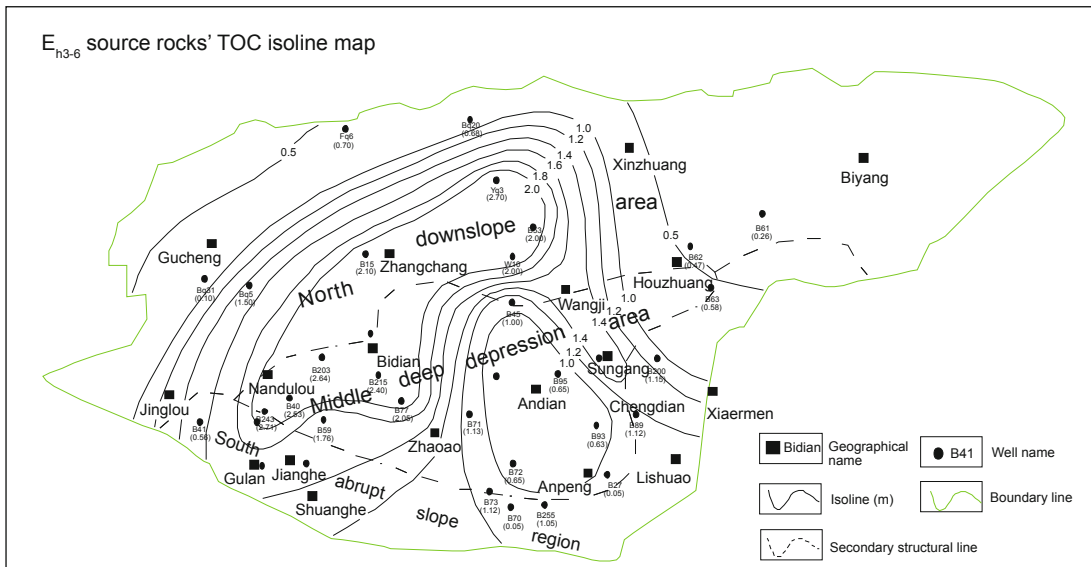 Eh3-6 source rocks' TOC isoline map
Bq20
(0.68)
Fq6
(0.70)
1.0
1.2
1.4
1.6
1.8
2.0
0.5
Xinzhuang
Biyang
Yq3
(2.70)
area
B61
(0.26)
downslope
B53
(2.00)
0.5
Gucheng
B15
(2.10)
Zhangchang
W10
(2.00)
B62
(0.47)
Houzhuang
Bq31
(0.10)
Bq5
(1.50)
North
Wangji
B63
(0.58)
1.0
1.2
1.4
B45
(1.00)
area
1.4
1.2
1.0
Bidian
deep depression
Sungang
B203
(2.64)
B200
(1.15)
Nandulou
B215
(2.40)
B95
(0.65)
Andian
Xiaermen
Jinglou
B40
(2.53)
Middle
B77
(2.05)
Chengdian
B243
(2.71)
B41
(0.56)
B59
(1.76)
B71
(1.13)
B93
(0.63)
B89
(1.12)
South
Zhaoao
Gulan
Jianghe
B72
(0.65)
Anpeng
B27
(0.05)
Lishuao
abrupt
Shuanghe
B73
(1.12)
B70
(0.05)
B255
(1.05)
slope
region
Bidian
Geographical
name
B41
Well name
Isoline (m)
Boundary line
Secondary structural line